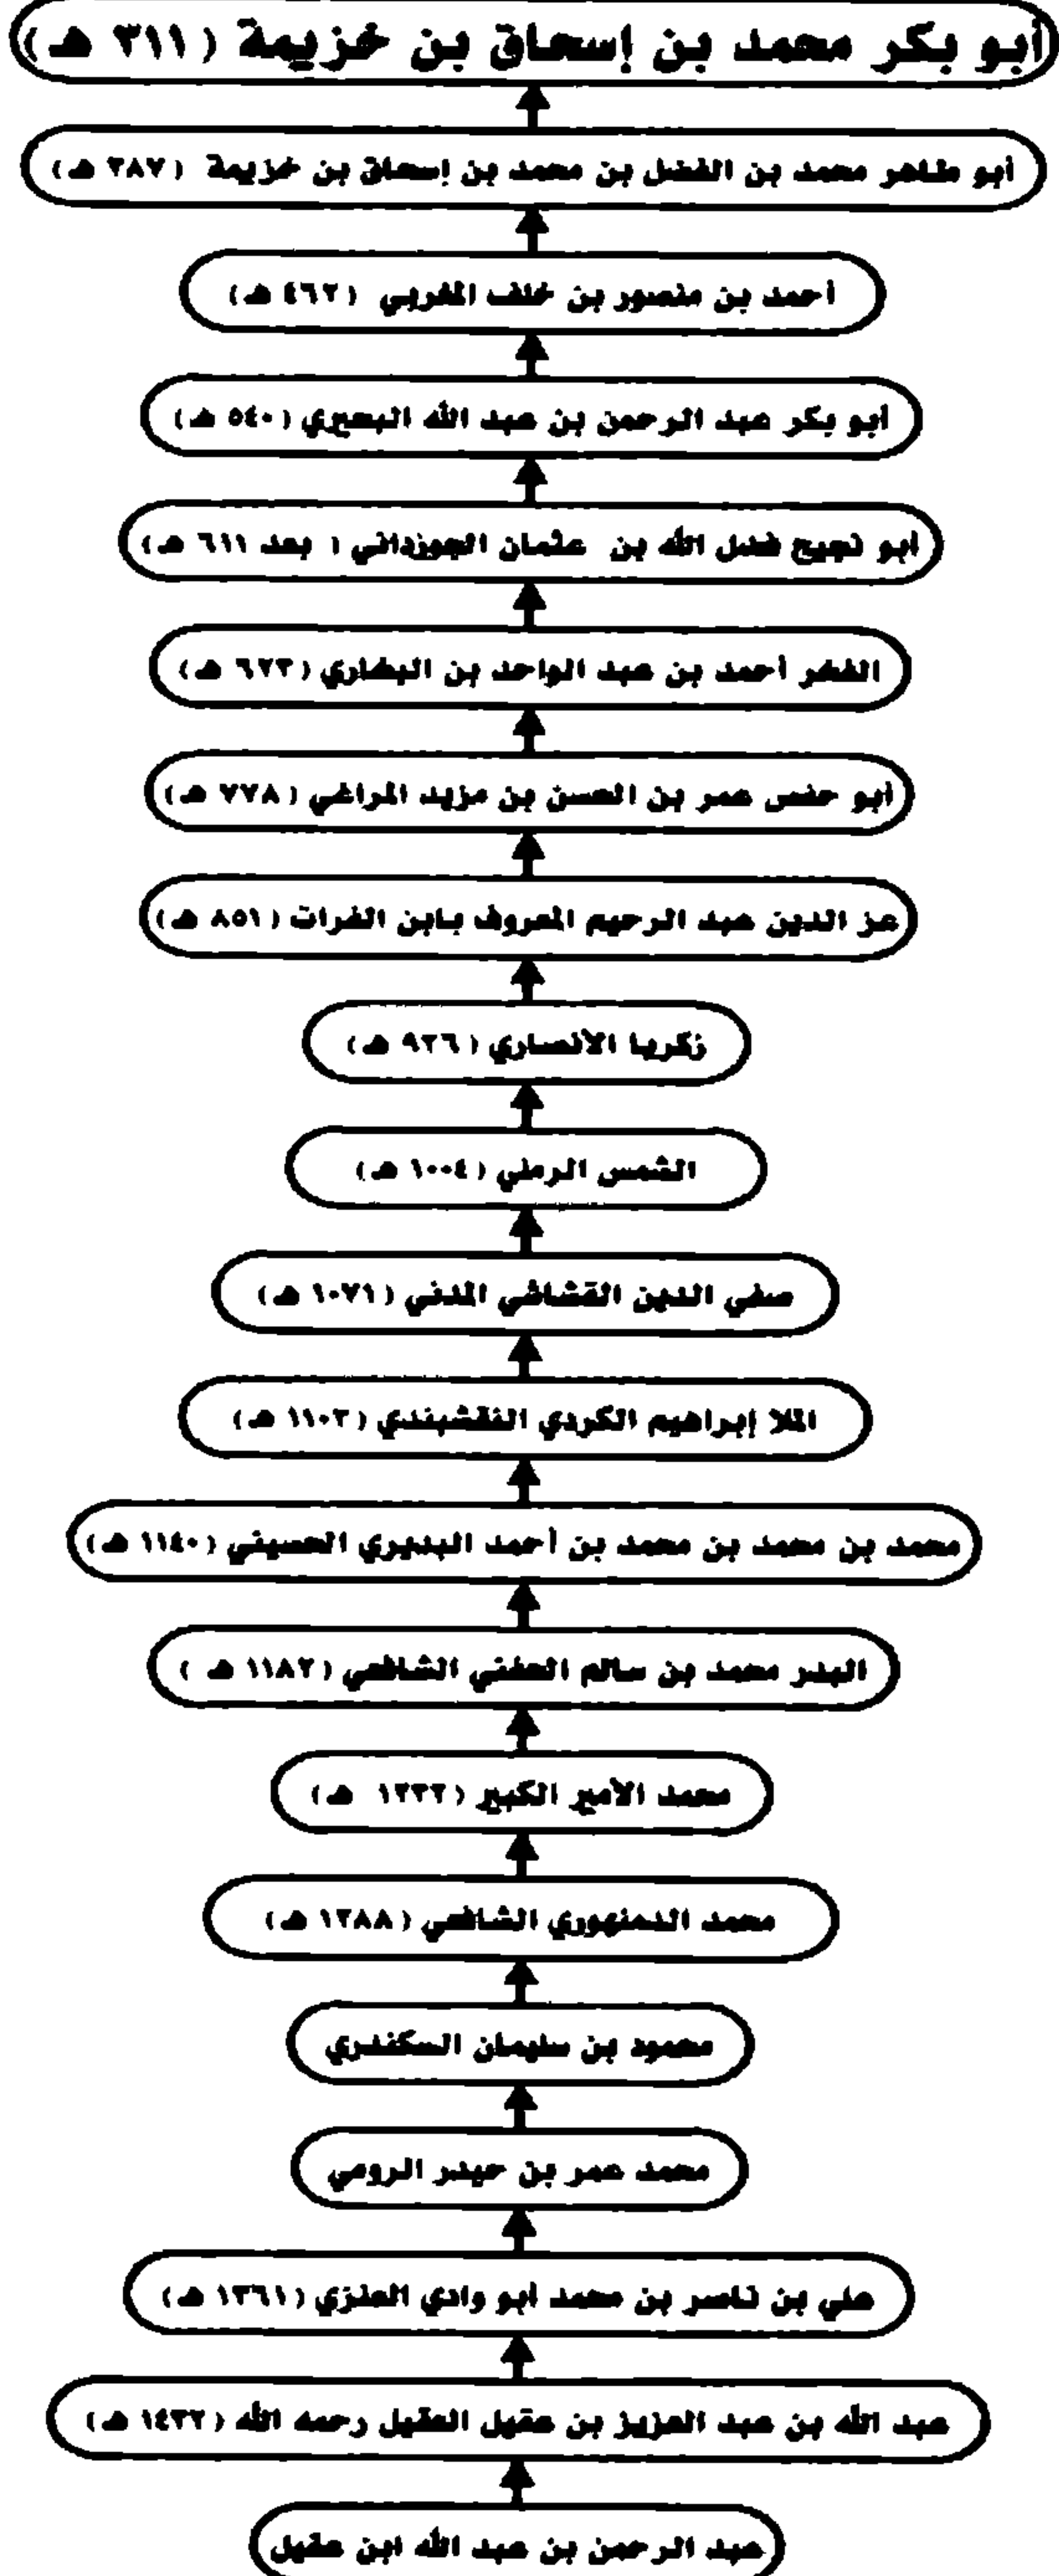 أبو بكر محمد بن إسحاق بن خزيمة (٣١١ هـ)
أبو طاهر محمد بن الفضل بن محمد بن إسحاق بن خزيمة (٣٨٧ هـ)
أحمد بن منصور بن خلف المغربي (٤٦٢ هـ)
أبو بكر عبد الرحمن بن عبد الله البحيري (٥٤٠ هـ)
أبو نجيح فضل الله بن عثمان الجوزداني (بعد ٦١١ هـ)
الفخر أحمد بن عبد الواحد بن البخاري (٦٢٣ هـ)
أبو حفص عمر بن الحسن بن مزيد المراغي (٧٧٨ هـ)
عز الدين عبد الرحيم المعروف بابن الفرات (٨٥١ هـ)
زكريا الأنصاري (٩٢٦ هـ)
الشمس الرملي (١٠٠٤ هـ)
صفي الدين القشاشي المدني (١٠٧١ هـ)
الملا إبراهيم الكردي النقشبندي (١١٠٢ هـ)
محمد بن محمد بن محمد بن أحمد البديري الحسيني (١١٤٠ هـ)
البدر محمد بن سالم الحفني الشافعي (١١٨٢ هـ)
محمد الأمير الكبير (١٢٣٢ هـ)
محمد الدمنهوري الشافعي (١٢٨٨ هـ)
محمود بن سليمان السكندري
محمد عمر بن حيدر الرومي
علي بن ناصر بن محمد أبو وادي العنزي (١٣٦١ هـ)
عبد الله بن عبد العزيز بن عقيل العقيل رحمه الله (١٤٣٢ هـ)
عبد الرحمن بن عبد الله ابن عقيل